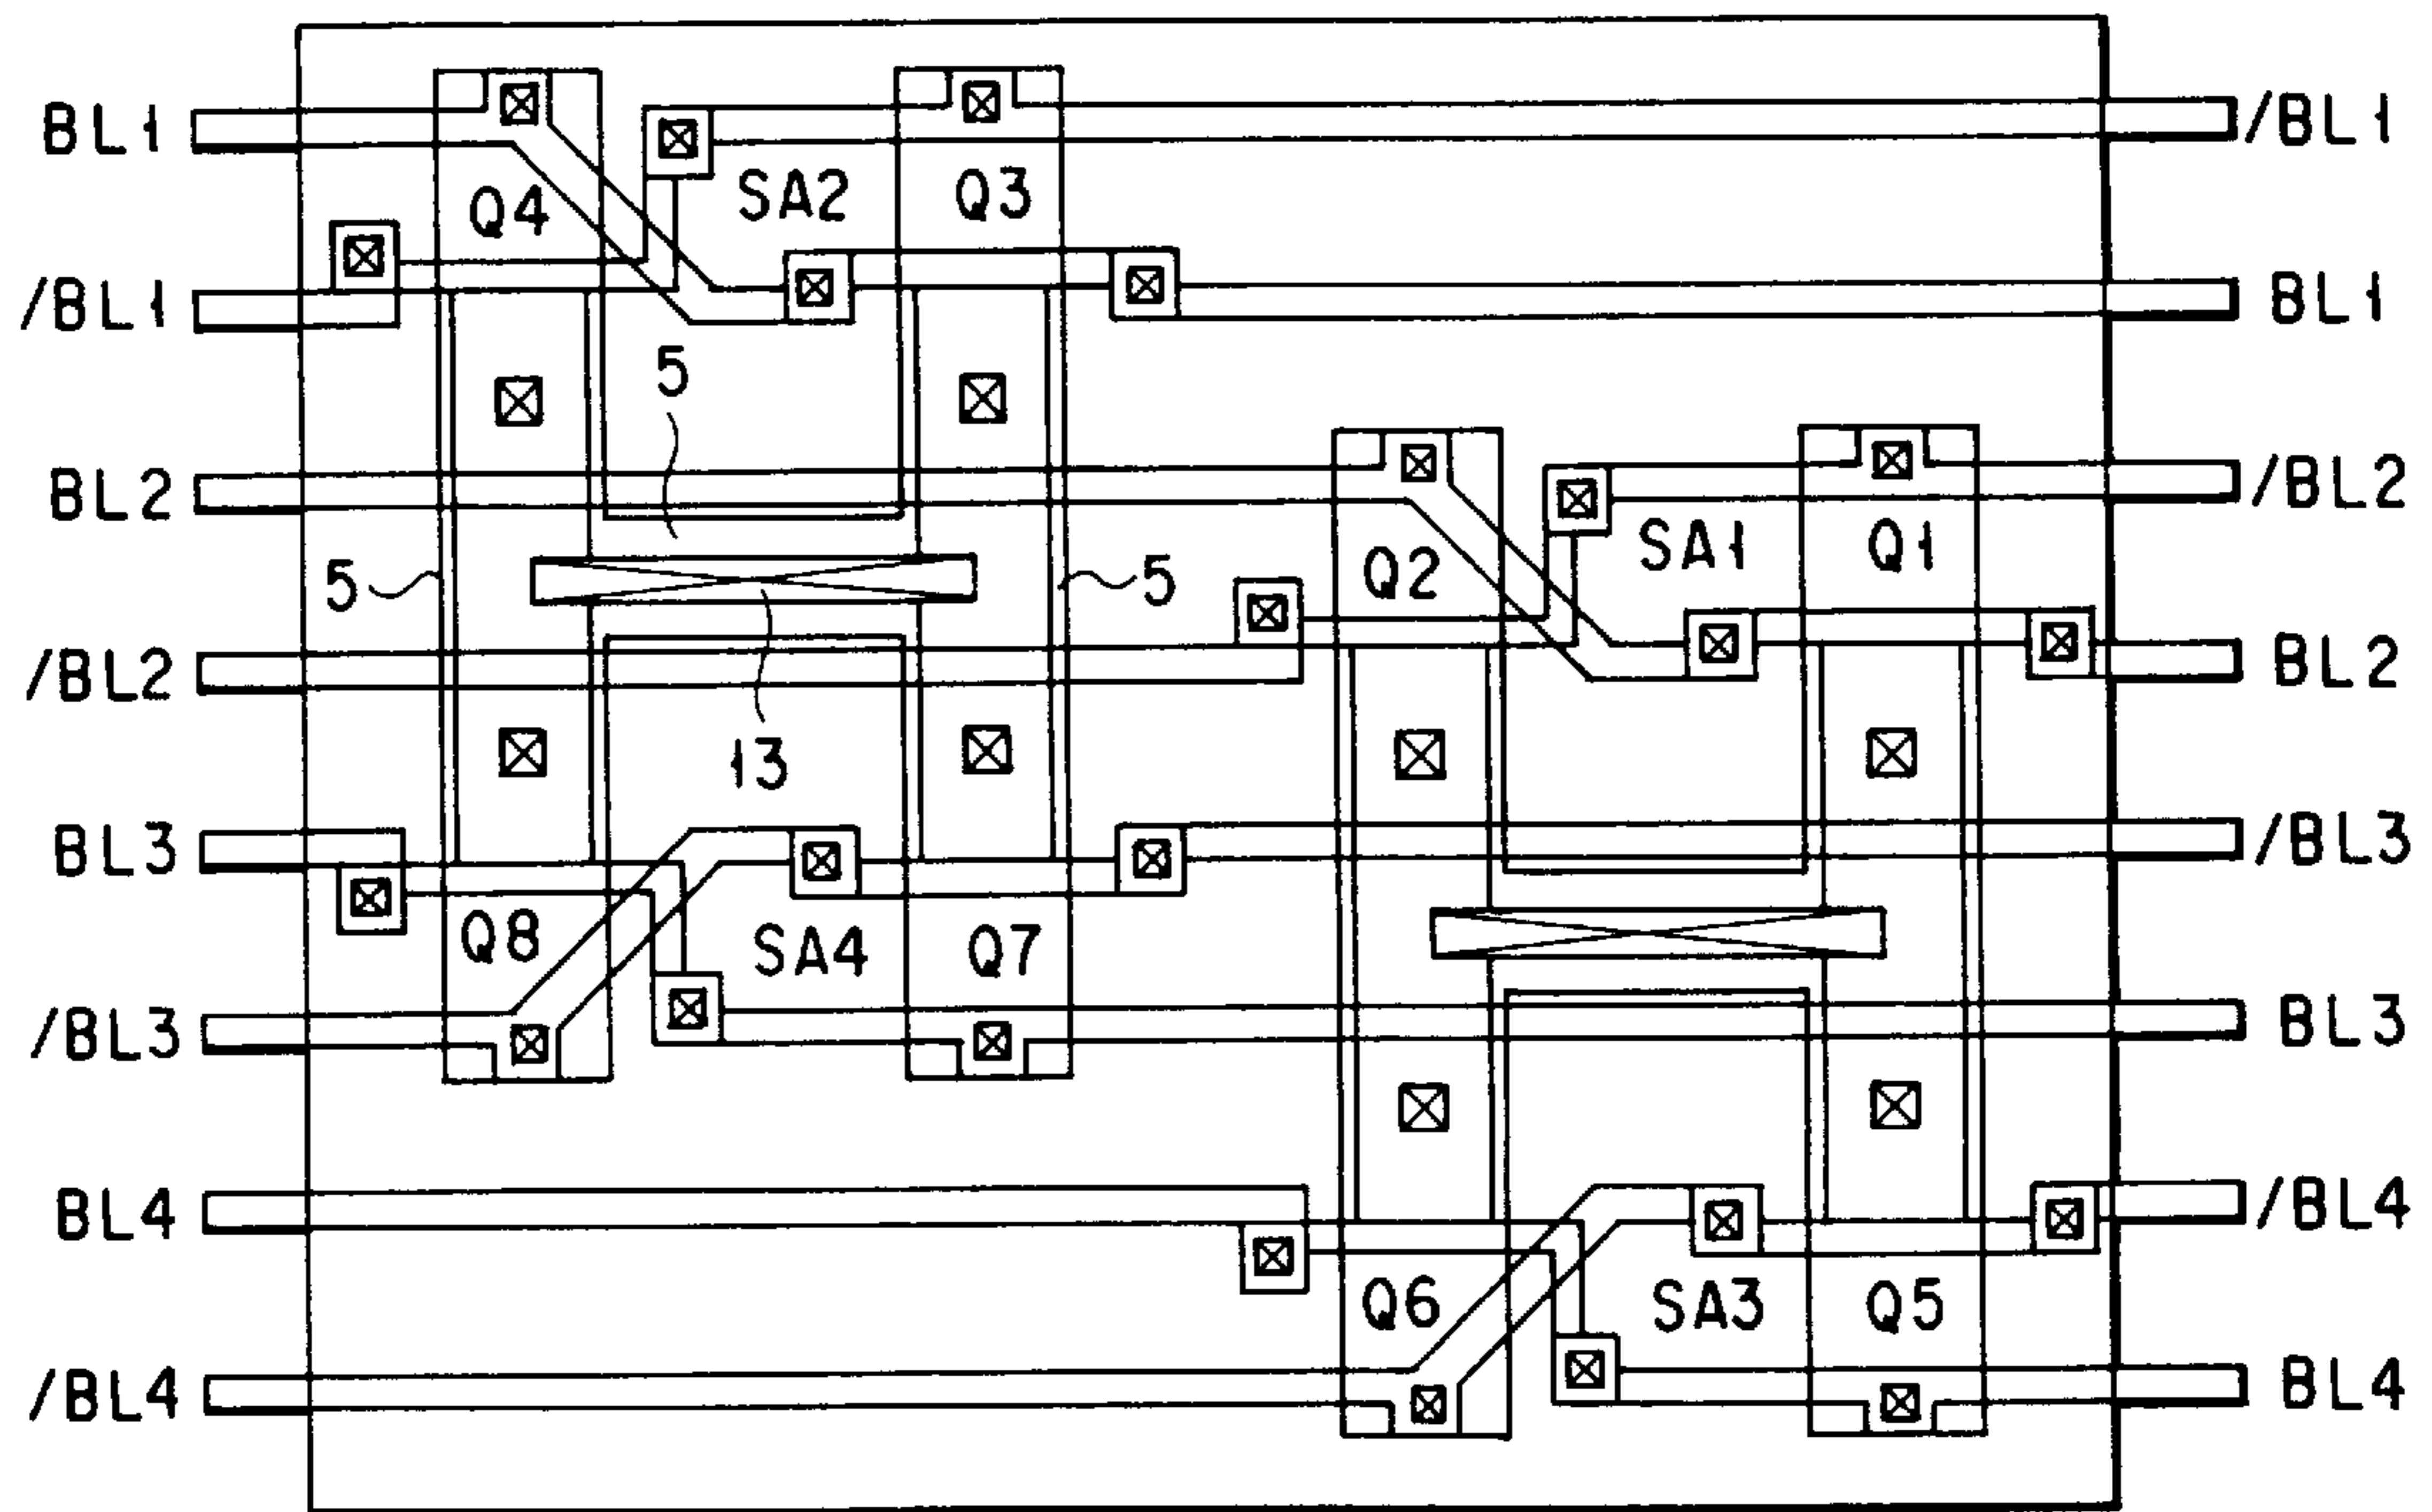 BL1 /BL1
Q4 SA2 Q3
/BL1 BL1
5
BL2 /BL2
SA1 Q1
5 5 Q2
/BL2 BL2
13
BL3 /BL3
Q8 SA4 Q7
/BL3 BL3
BL4 /BL4
Q6 SA3 Q5
/BL4 BL4